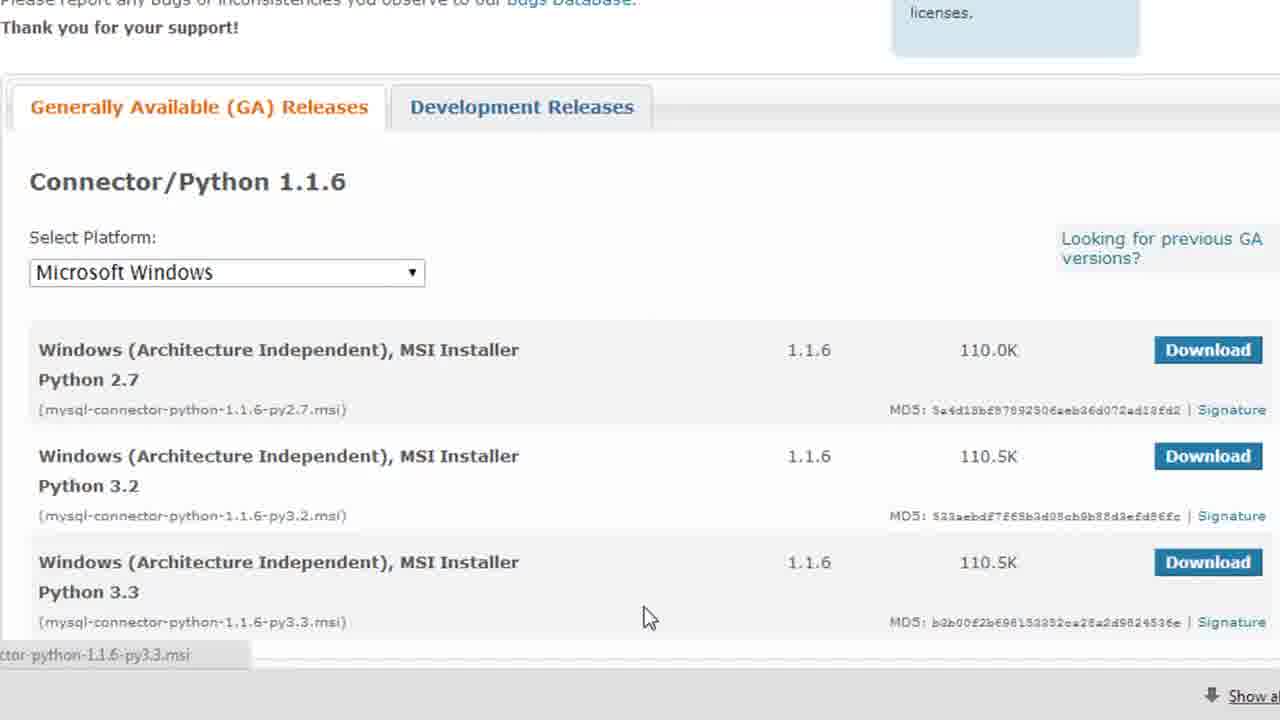 Please report any bugs or inconsistencies you observe to our Bugs Database.
Thank you for your support!
licenses.
Generally Available (GA) Releases
Development Releases
Connector/Python 1.1.6
Select Platform:
Looking for previous GA
versions?
Microsoft Windows
Windows (Architecture Independent), MSI Installer 1.1.6 110.0K Download
Python 2.7
(mysql-connector-python-1.1.6-py2.7.msi) MD5: | Signature
Windows (Architecture Independent), MSI Installer 1.1.6 110.5K Download
Python 3.2
(mysql-connector-python-1.1.6-py3.2.msi) MD5: | Signature
Windows (Architecture Independent), MSI Installer 1.1.6 110.5K Download
Python 3.3
(mysql-connector-python-1.1.6-py3.3.msi) MD5: | Signature
ctor-python-1.1.6-py3.3.msi
Show al